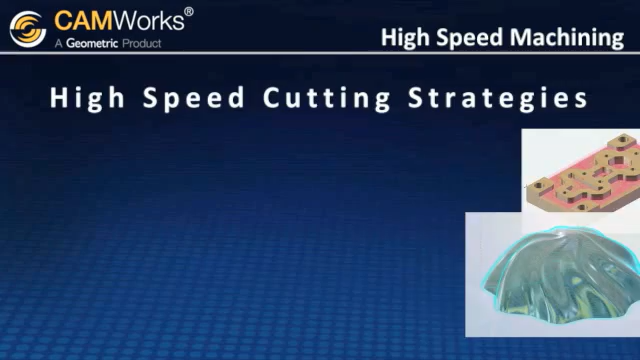 CAMWorks®
A Geometric Product
High Speed Machining
High Speed Cutting Strategies